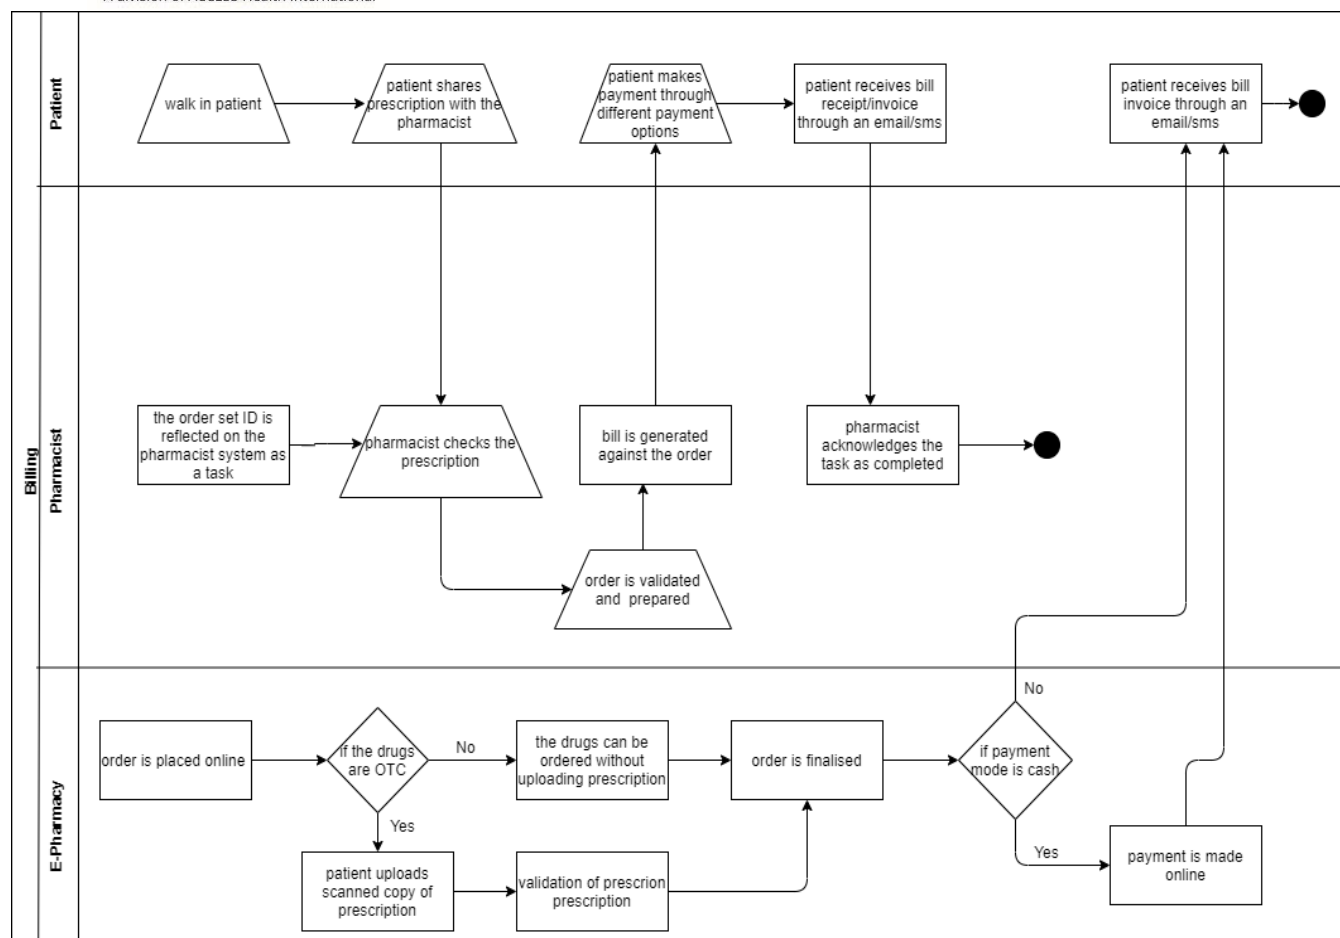 A division of Access Health International
Patient
walk in patient
patient shares
prescription with the
pharmacist
patient makes
payment through
different payment
options
patient receives bill
receipt/invoice
through an email/sms
patient receives bill
invoice through an
email/sms
Billing
Pharmacist
the order set ID is
reflected on the
pharmacist system as
a task
pharmacist checks the
prescription
bill is generated
against the order
pharmacist
acknowledges the
task as completed
order is validated
and prepared
E-Pharmacy
order is placed online
if the drugs
are OTC
No
Yes
the drugs can be
ordered without
uploading prescription
order is finalised
if payment
mode is cash
No
Yes
patient uploads
scanned copy of
prescription
validation of prescrion
prescription
payment is made
online